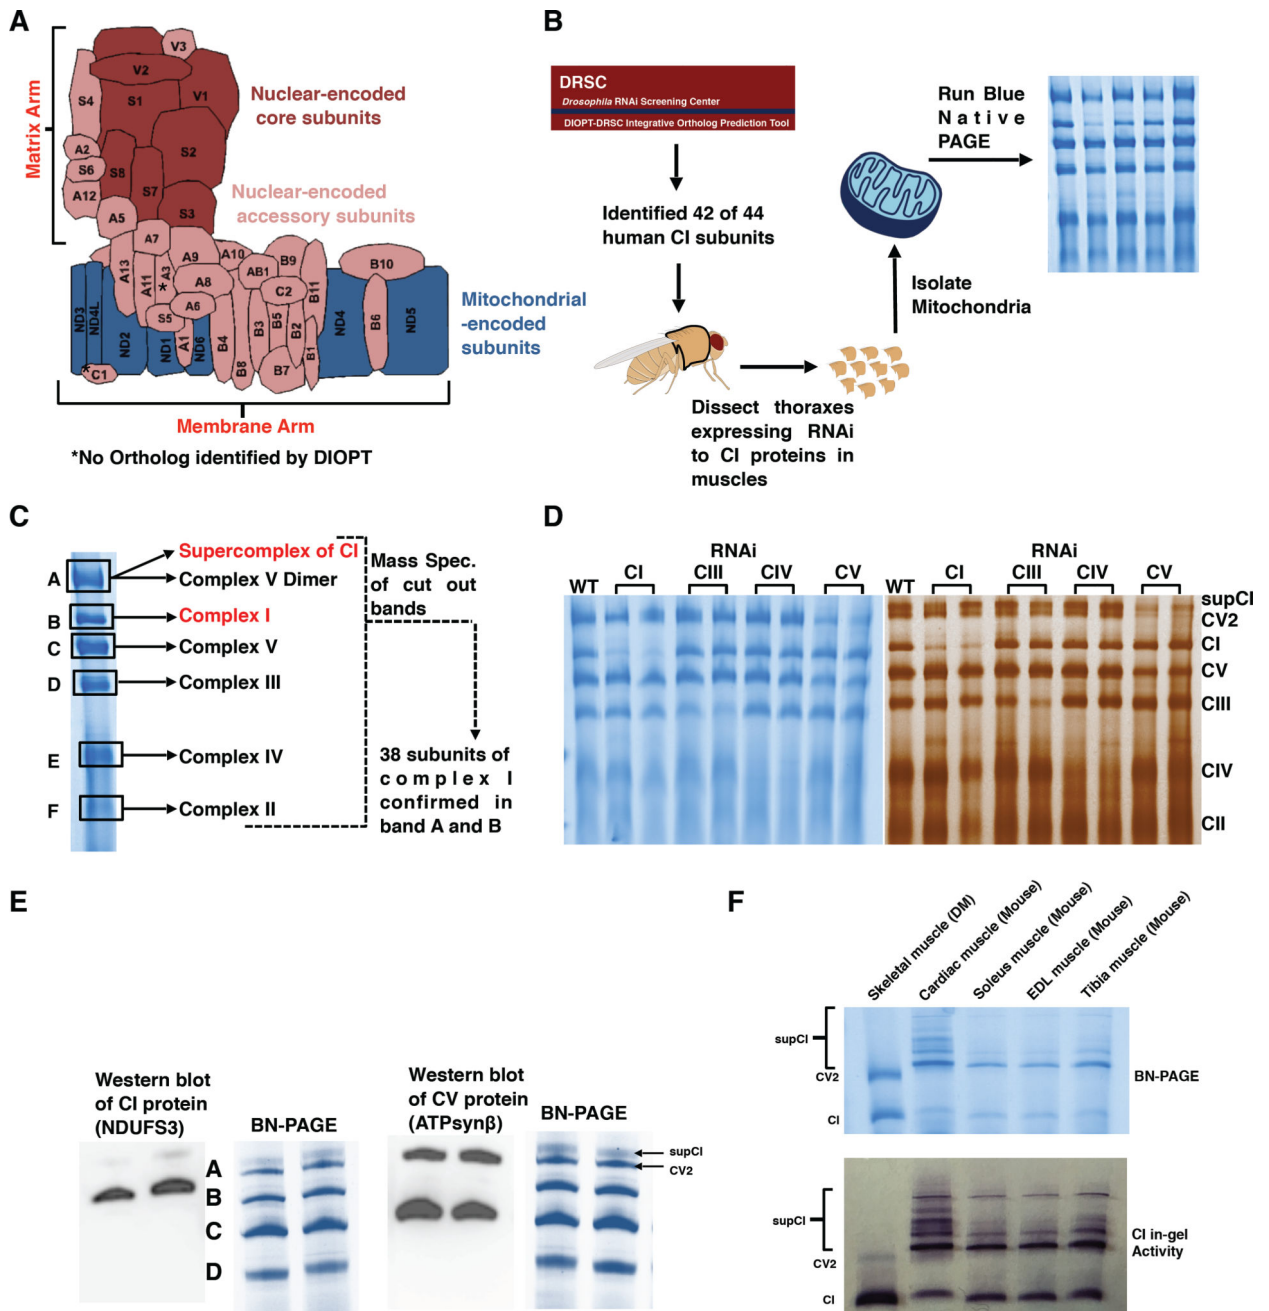 A
V3
V2
S4
S1
V1
A2
S2
S6
S8
S7
A12
S3
A5
A7
A9
A10
B9
B10
A13
A11
A3
*
A8
AB1
C2
B11
A6
S5
ND3
ND4L
ND2
ND1
A1
ND6
B4
B8
B3
B5
B2
B1
B7
ND4
B6
ND5
*
C1
Matrix Arm
Nuclear-encoded
core subunits
Nuclear-encoded
accessory subunits
Mitochondrial
-encoded
subunits
Membrane Arm
*No Ortholog identified by DIOPT
B
DRSC
Drosophila RNAi Screening Center
DIOPT-DRSC Integrative Ortholog Prediction Tool
Identified 42 of 44
human CI subunits
Dissect thoraxes
expressing RNAi
to CI proteins in
muscles
Isolate
Mitochondria
Run Blue
Native
PAGE
C
A
B
C
D
E
F
Supercomplex of CI
Complex V Dimer
Complex I
Complex V
Complex III
Complex IV
Complex II
Mass Spec.
of cut out
bands
38 subunits of
complex I
confirmed in
band A and B
D
RNAi
WT CI CIII CIV CV
RNAi
WT CI CIII CIV CV
supCI
CV2
CI
CV
CIII
CIV
CII
E
Western blot
of CI protein
(NDUFS3)
BN-PAGE
A
B
C
D
Western blot
of CV protein
(ATPsynβ)
BN-PAGE
supCI
CV2
F
Skeletal muscle (DM)
Cardiac muscle (Mouse)
Soleus muscle (Mouse)
EDL muscle (Mouse)
Tibia muscle (Mouse)
supCI
CV2
CI
BN-PAGE
supCI
CV2
CI
CI in-gel
Activity